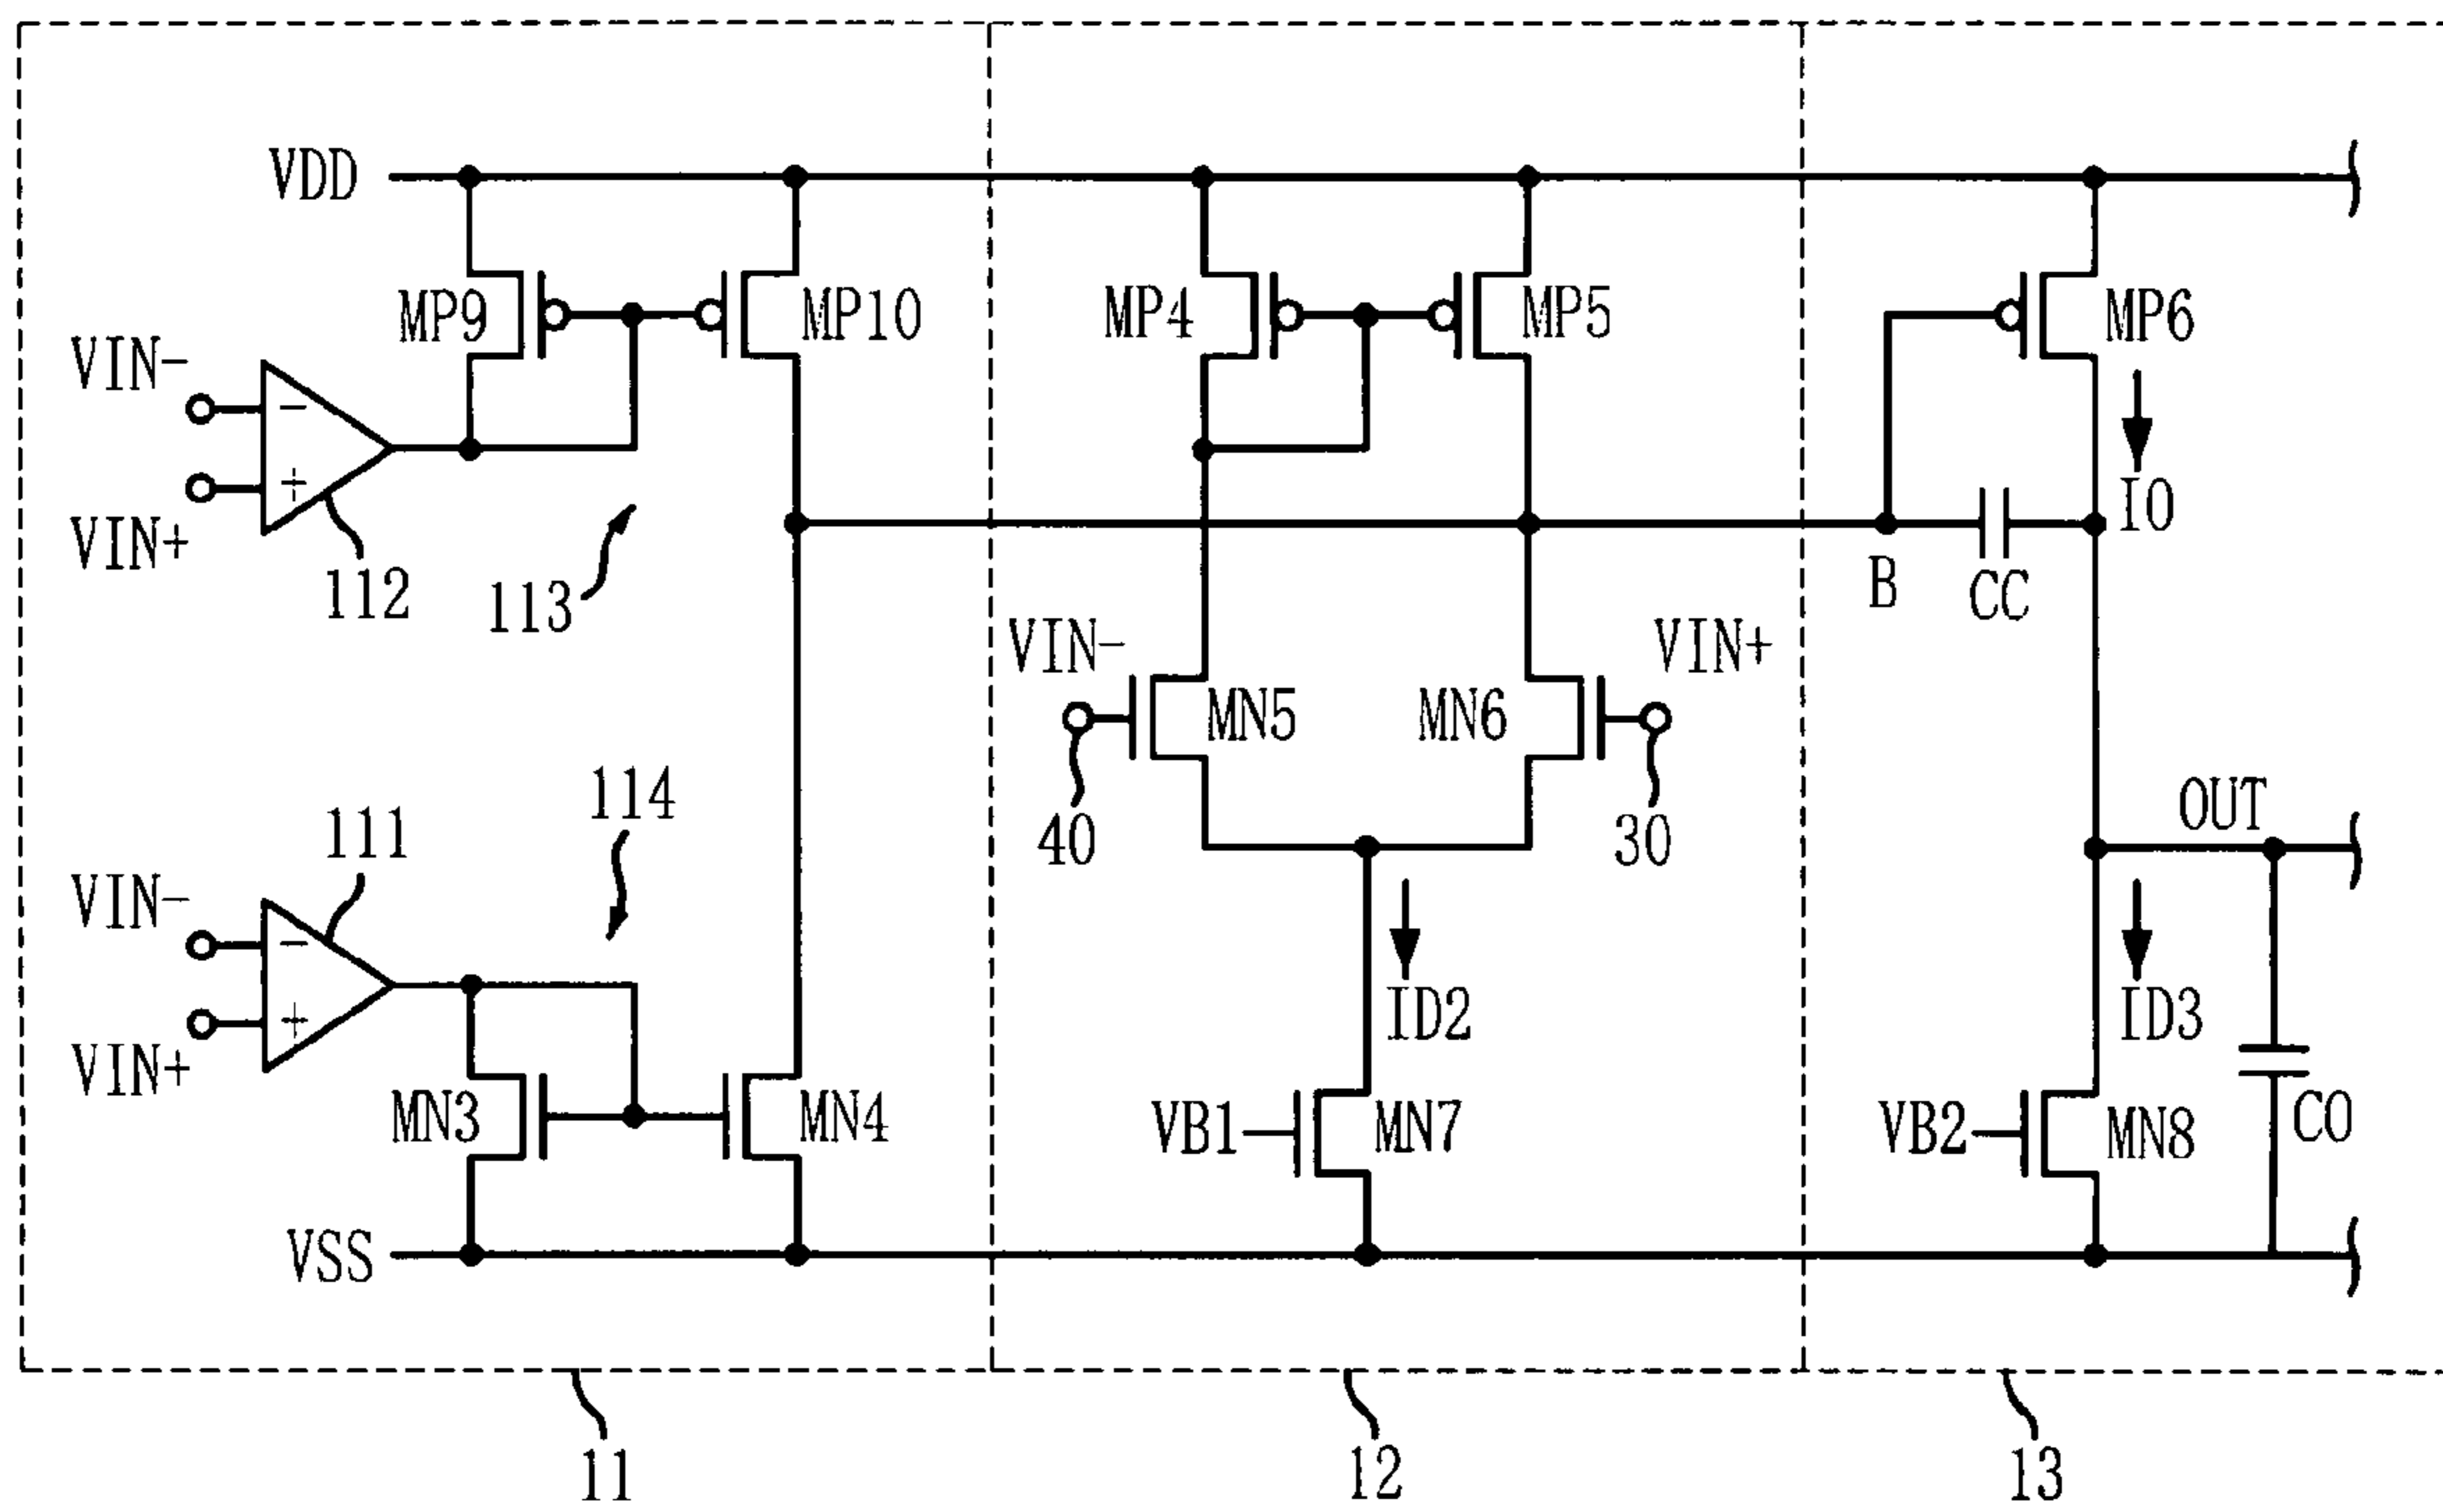 VDD
MP9
MP10
MP4
MP5
MP6
VIN-
VIN+
-
+
112
113
IO
B
CC
VIN-
VIN+
MN5
MN6
40
30
114
111
VIN-
VIN+
-
+
OUT
ID2
ID3
MN3
MN4
VB1
MN7
VB2
MN8
CO
VSS
11
12
13